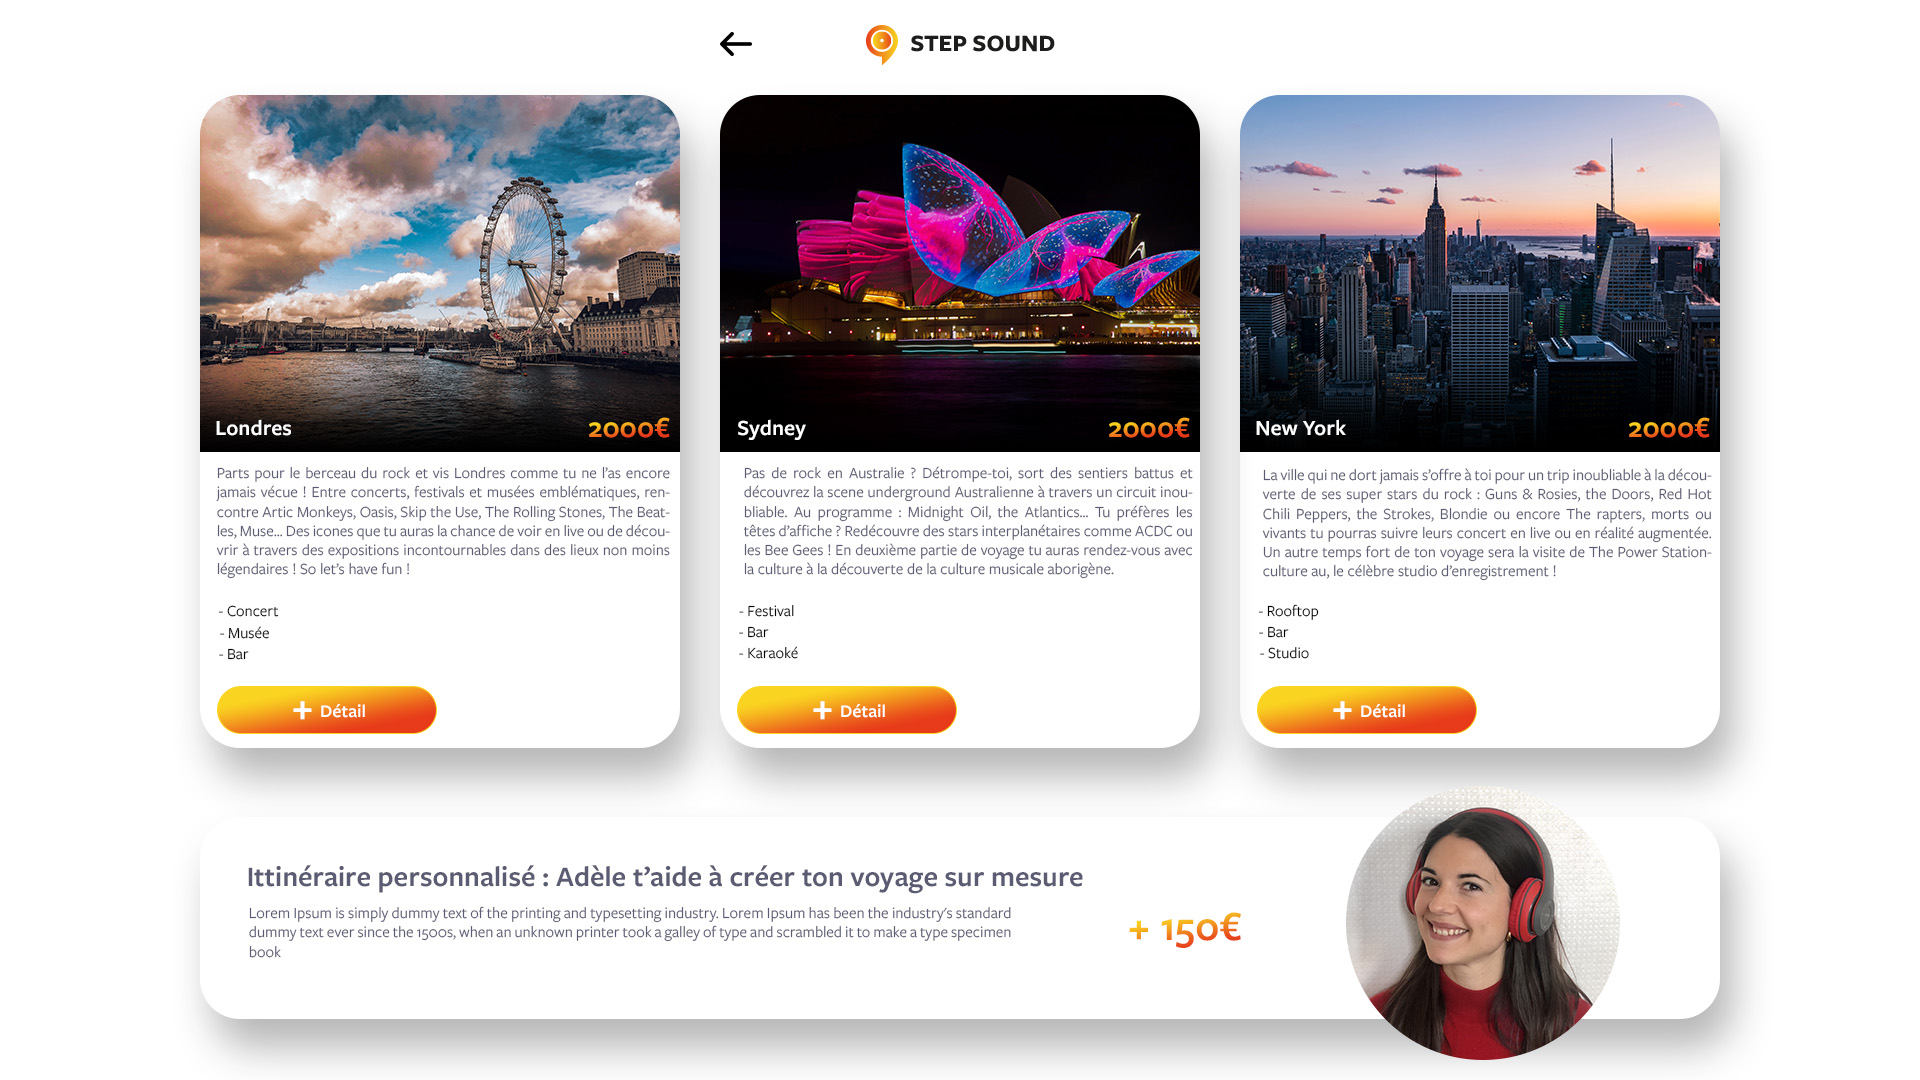 STEP SOUND
Londres
2000€
Parts pour le berceau du rock et vis Londres comme tu ne l’as encore
jamais vécue ! Entre concerts, festivals et musées emblématiques, ren-
contre Artic Monkeys, Oasis, Skip the Use, The Rolling Stones, The Beat-
les, Muse... Des icones que tu auras la chance de voir en live ou de décou-
vrir à travers des expositions incontournables dans des lieux non moins
légendaires ! So let’s have fun !
- Concert
- Musée
- Bar
+ Détail
Sydney
2000€
Pas de rock en Australie ? Détrompe-toi, sort des sentiers battus et
découvrez la scene underground Australienne à travers un circuit inou-
bliable. Au programme : Midnight Oil, the Atlantics... Tu préfères les
têtes d’affiche ? Redécouvre des stars interplanétaires comme ACDC ou
les Bee Gees ! En deuxième partie de voyage tu auras rendez-vous avec
la culture à la découverte de la culture musicale aborigène.
- Festival
- Bar
- Karaoké
+ Détail
New York
2000€
La ville qui ne dort jamais s’offre à toi pour un trip inoubliable à la décou-
verte de ses super stars du rock : Guns & Rosies, the Doors, Red Hot
Chili Peppers, the Strokes, Blondie ou encore The rapters, morts ou
vivants tu pourras suivre leurs concert en live ou en réalité augmentée.
Un autre temps fort de ton voyage sera la visite de The Power Station-
culture au, le célèbre studio d’enregistrement !
- Rooftop
- Bar
- Studio
+ Détail
Ittinéraire personnalisé : Adèle t’aide à créer ton voyage sur mesure
Lorem Ipsum is simply dummy text of the printing and typesetting industry. Lorem Ipsum has been the industry's standard
dummy text ever since the 1500s, when an unknown printer took a galley of type and scrambled it to make a type specimen
book
+ 150€